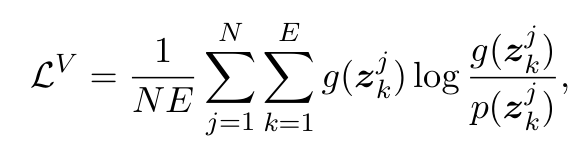 $$\mathcal{L}^V = \frac{1}{NE} \sum_{j=1}^{N} \sum_{k=1}^{E} g(\boldsymbol{z}_k^j) \log \frac{g(\boldsymbol{z}_k^j)}{p(\boldsymbol{z}_k^j)},$$